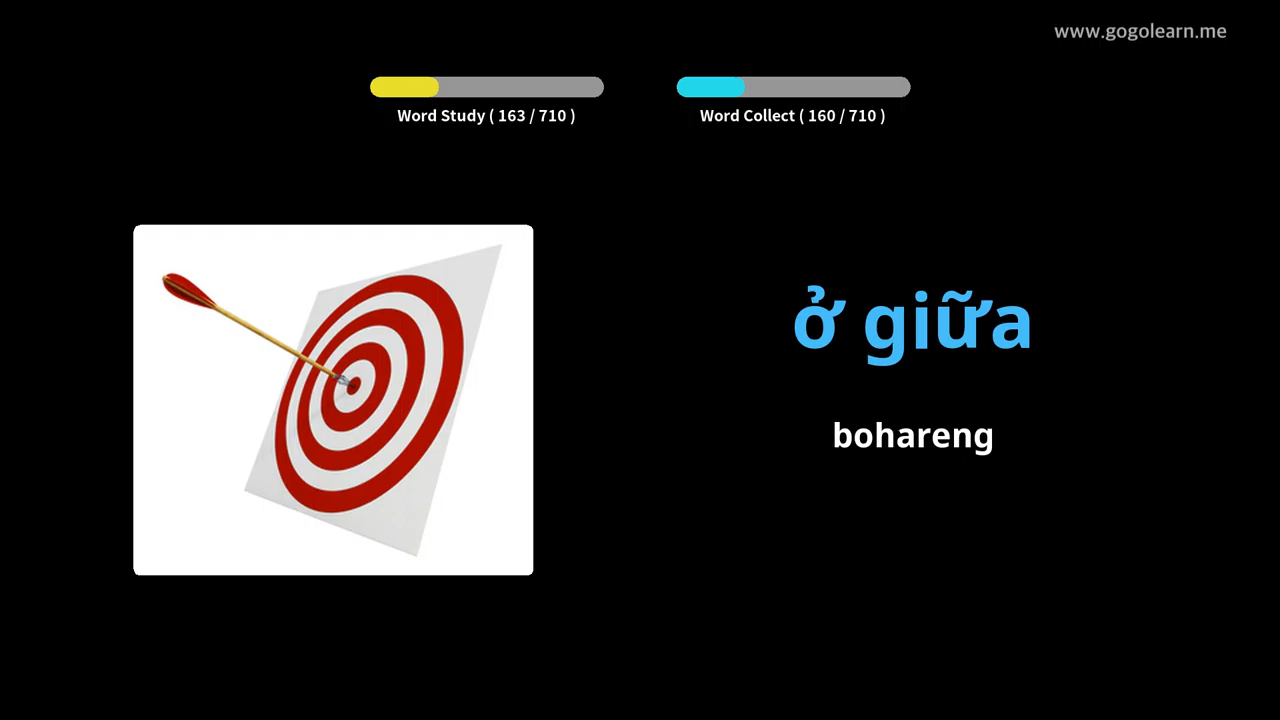 www.gogolearn.me
Word Study ( 163 / 710 )
Word Collect ( 160 / 710 )
ở giữa
bohareng